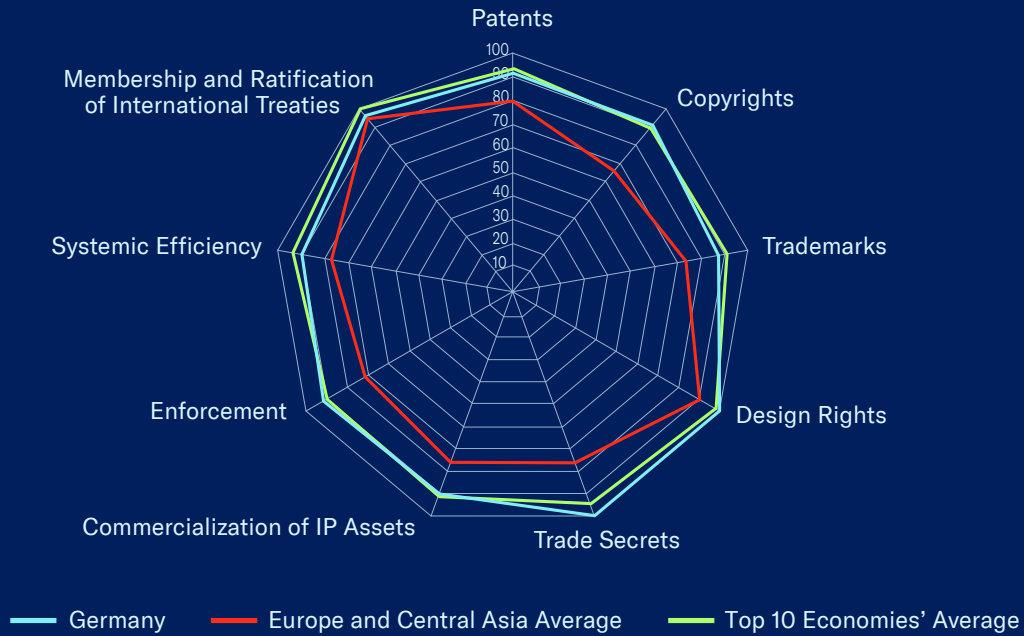 Patents
Membership and Ratification
of International Treaties
Copyrights
100
90
80
70
60
50
40
30
20
10
Systemic Efficiency
Trademarks
Enforcement
Design Rights
Commercialization of IP Assets
Trade Secrets
Germany
Europe and Central Asia Average
Top 10 Economies’ Average